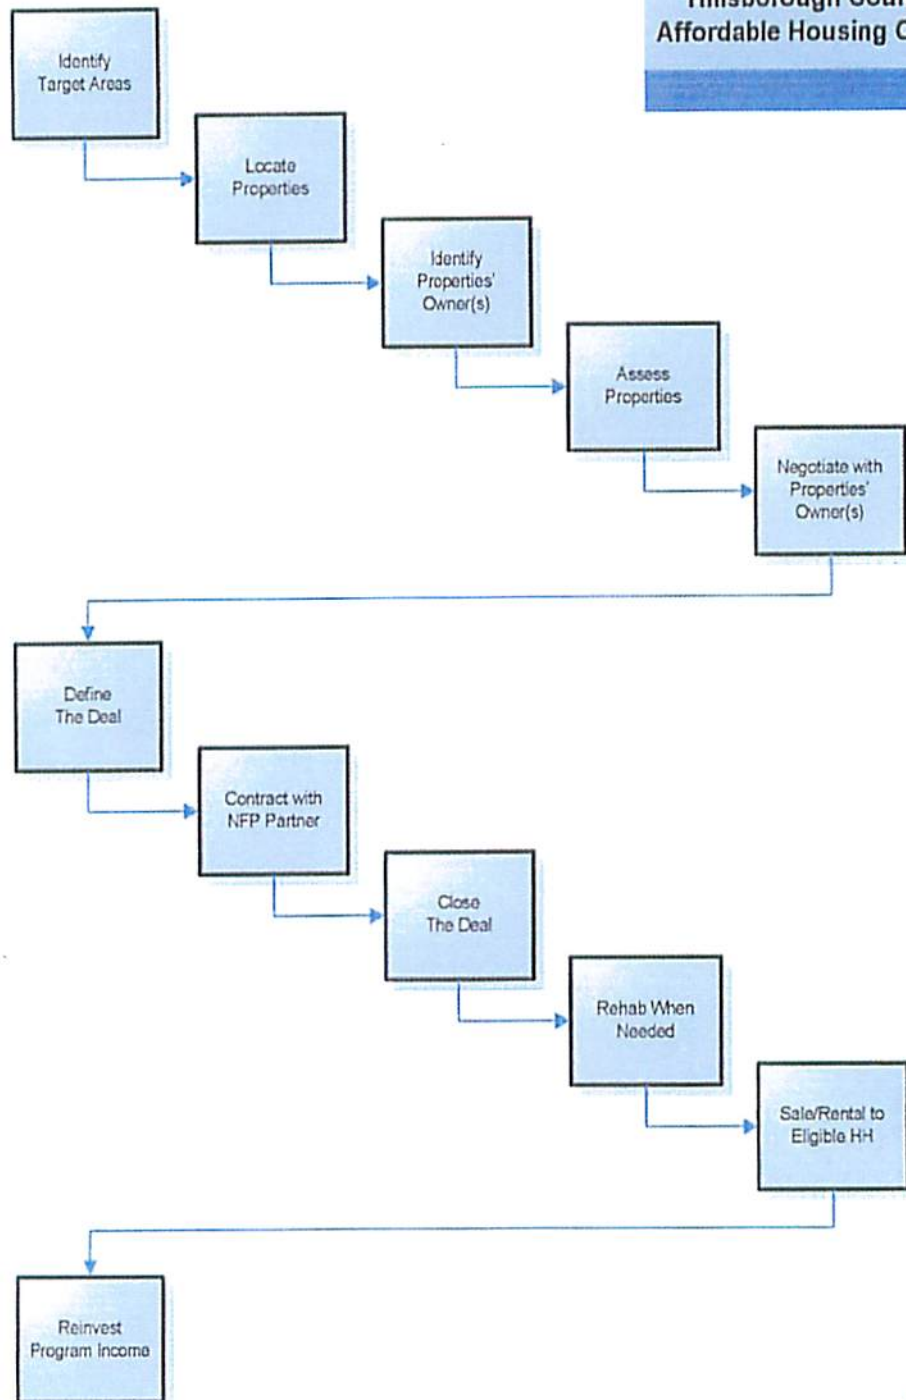 Affordable Housing
Identify
Target Areas
Locate
Properties
Identify
Properties'
Owner(s)
Assess
Properties
Negotiate with
Properties'
Owner(s)
Define
The Deal
Contract with
NFP Partner
Close
The Deal
Rehab When
Needed
Sale/Rental to
Eligible HH
Reinvest
Program Income